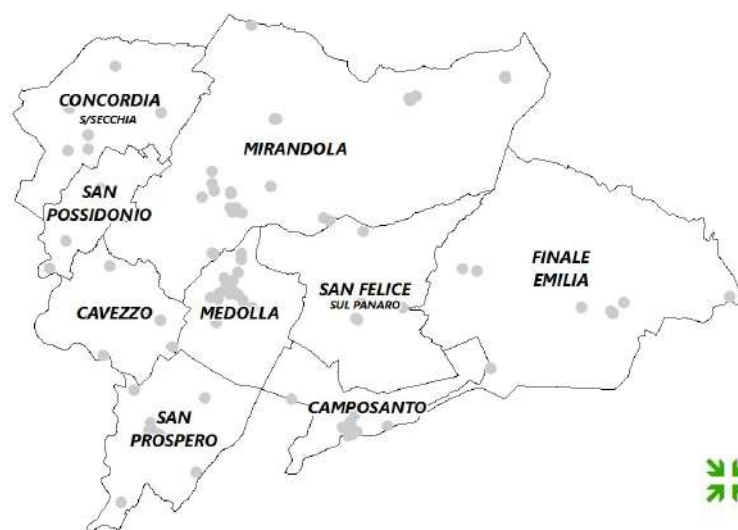 CONCORDIA
S/SECCHIA
MIRANDOLA
SAN
POSSIDONIO
FINALE
EMILIA
SAN FELICE
SUL PANARO
CAVEZZO
MEDOLLA
CAMPOSANTO
SAN
PROSPERO